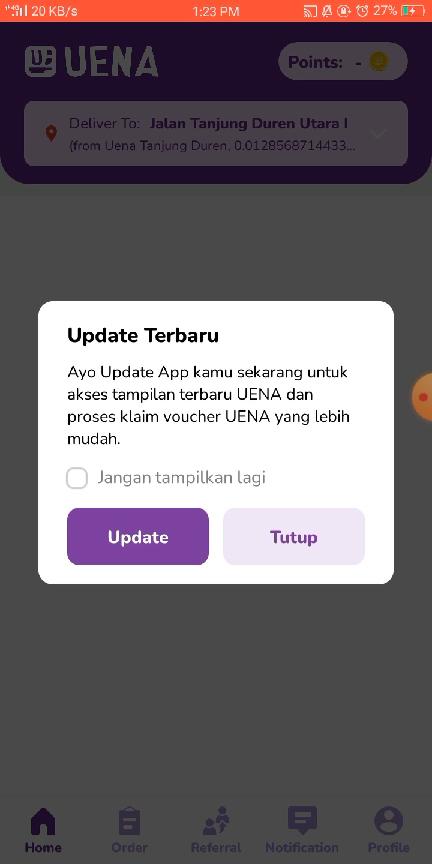 4G 20 KB/s 1:23 PM 27%
UENA
Points: -
Deliver To: Jalan Tanjung Duren Utara I
(from Uena Tanjung Duren, 0.0128568714433...
Update Terbaru
Ayo Update App kamu sekarang untuk
akses tampilan terbaru UENA dan
proses klaim voucher UENA yang lebih
mudah.
Jangan tampilkan lagi
Update Tutup
Home Order Referral Notification Profile